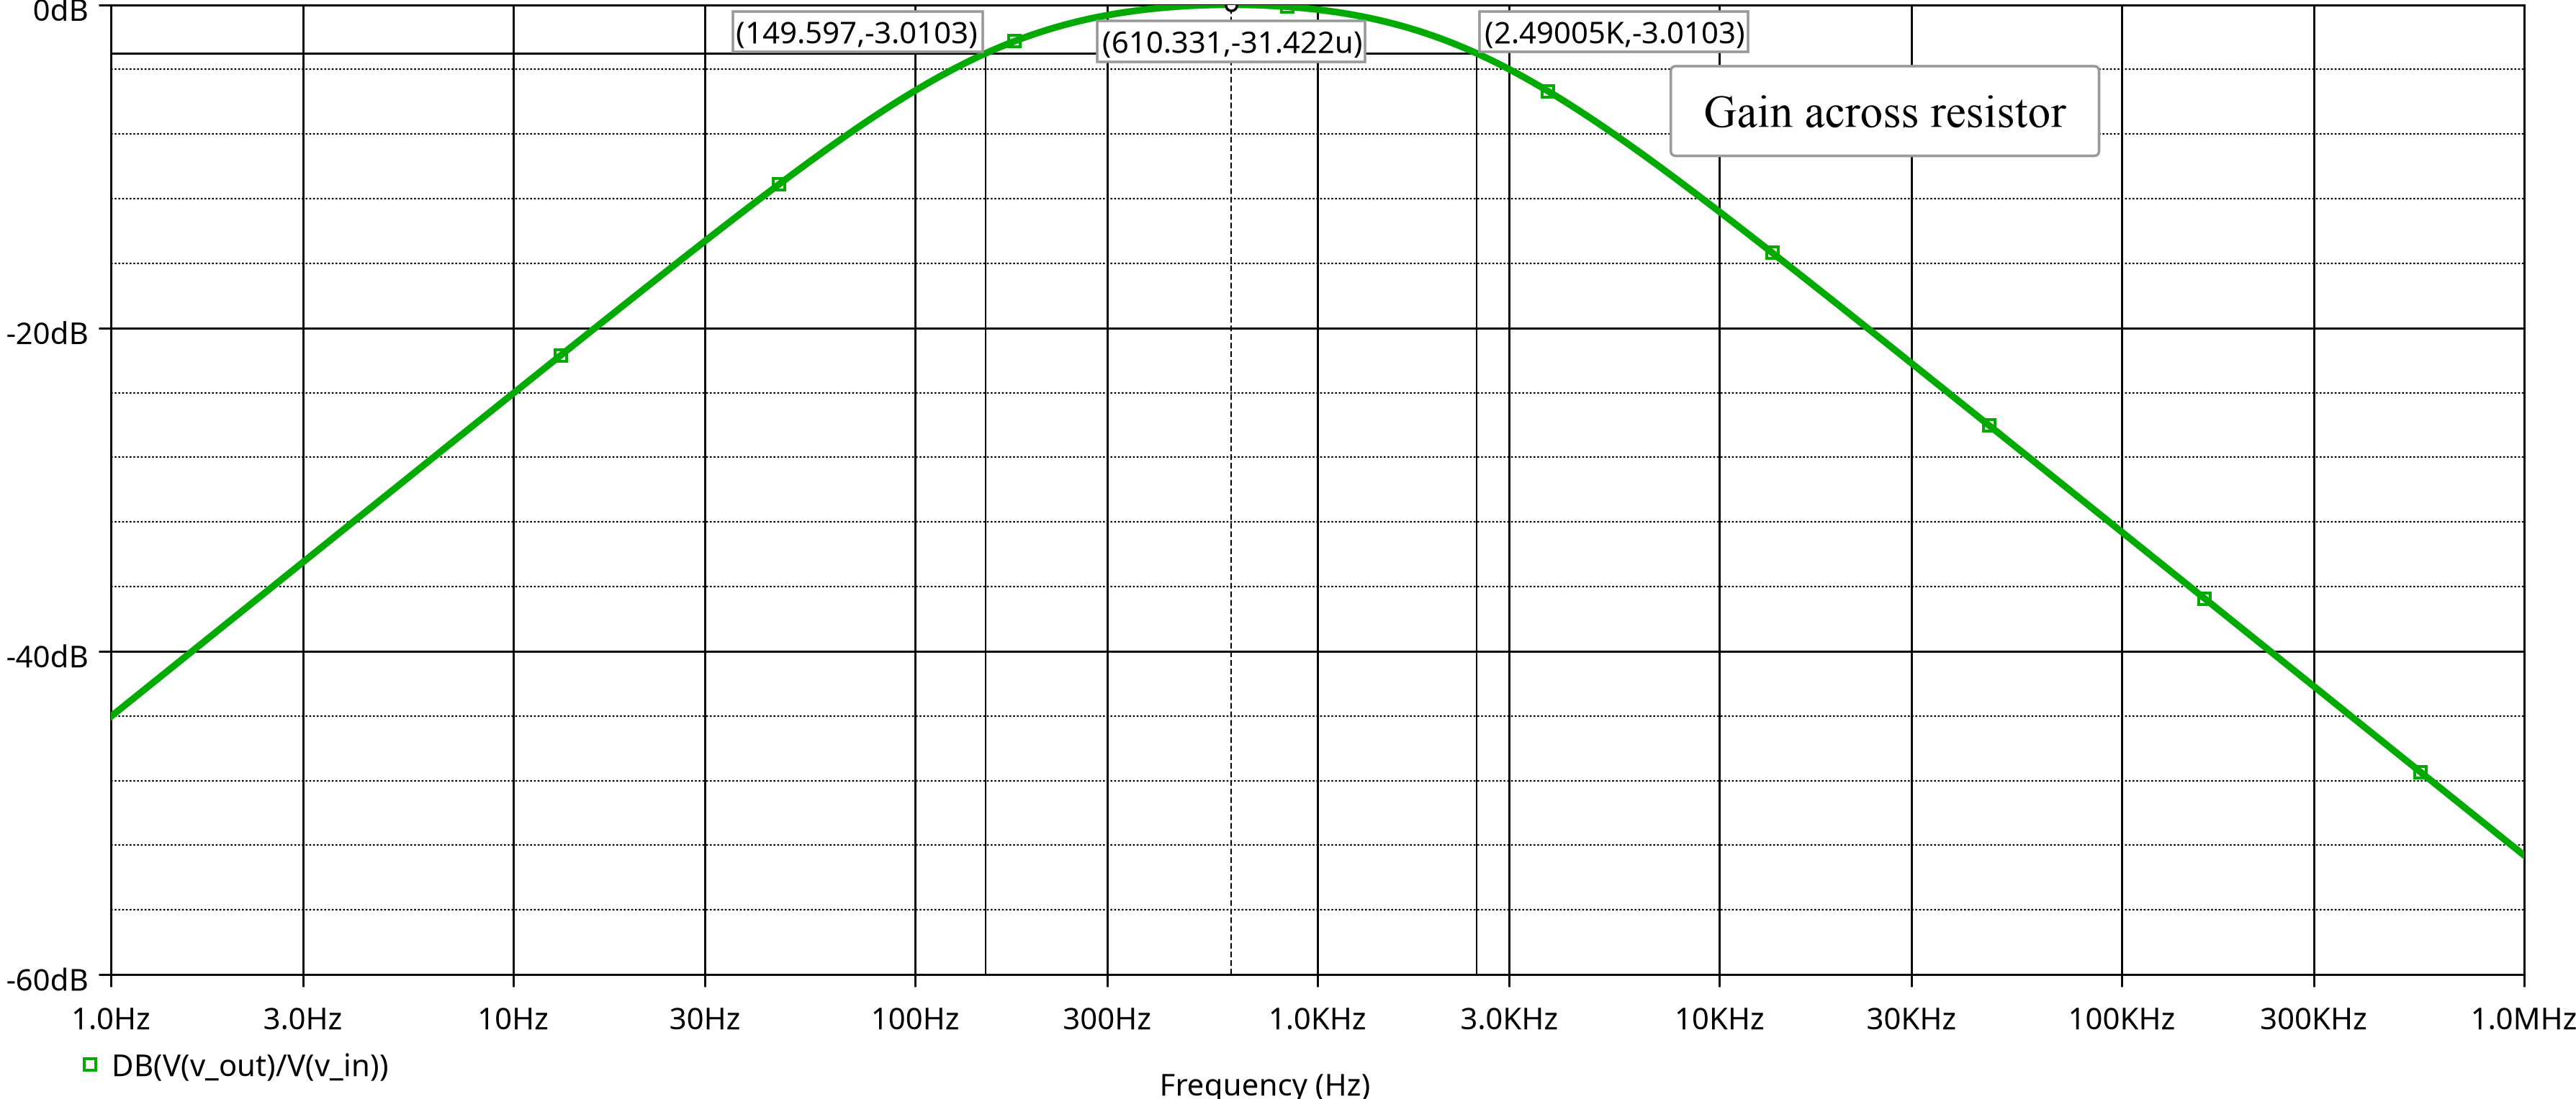 0dB
(149.597,-3.0103)
(610.331,-31.422u)
(2.49005K,-3.0103)
Gain across resistor
-20dB
-40dB
-60dB
1.0Hz 3.0Hz 10Hz 30Hz 100Hz 300Hz 1.0KHz 3.0KHz 10KHz 30KHz 100KHz 300KHz 1.0MHz
DB(V(v_out)/V(v_in))
Frequency (Hz)